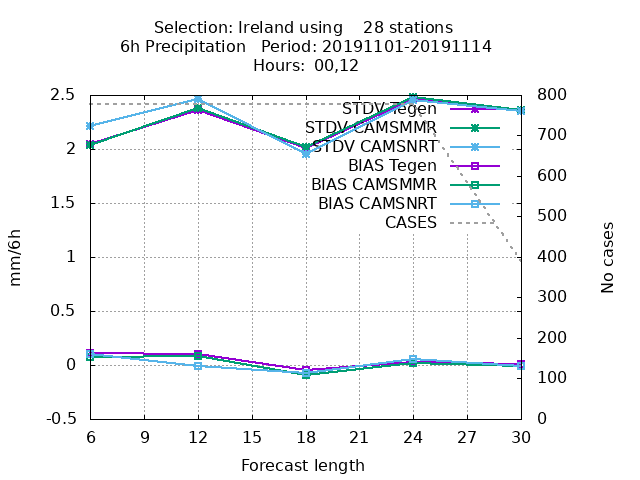 Selection: Ireland using 28 stations
6h Precipitation Period: 20191101-20191114
Hours: 00,12
2.5
2
1.5
1
0.5
0
-0.5
mm/6h
800
700
600
500
400
300
200
100
0
No cases
STDV Tegen
STDV CAMSMMR
STDV CAMSNRT
BIAS Tegen
BIAS CAMSMMR
BIAS CAMSNRT
CASES
6 9 12 15 18 21 24 27 30
Forecast length